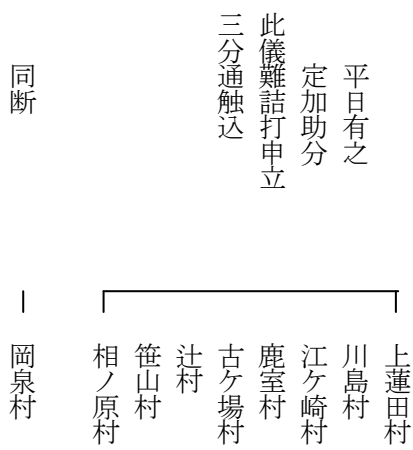 平日有之
定加助分
此儀難詰打申立
三分通触込
上蓮田村
川島村
江ケ崎村
鹿室村
古ケ場村
辻村
笹山村
相ノ原村
同断
岡泉村